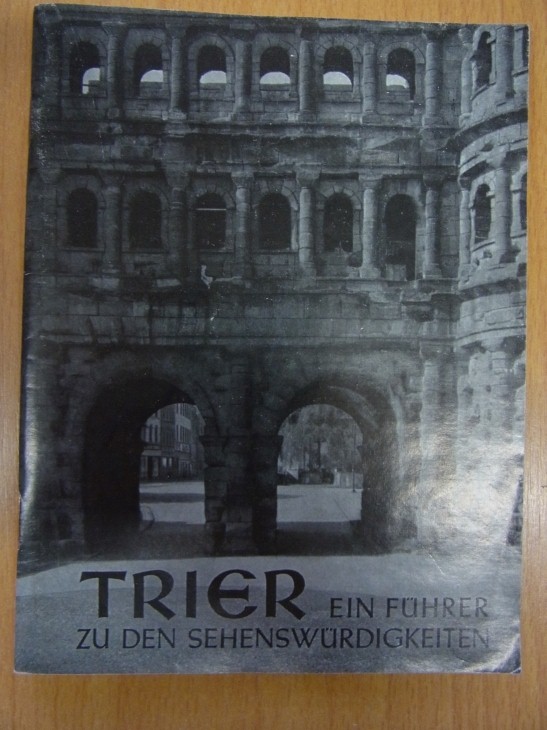 TRIER EIN FÜHRER
ZU DEN SEHENSWÜRDIGKEITEN